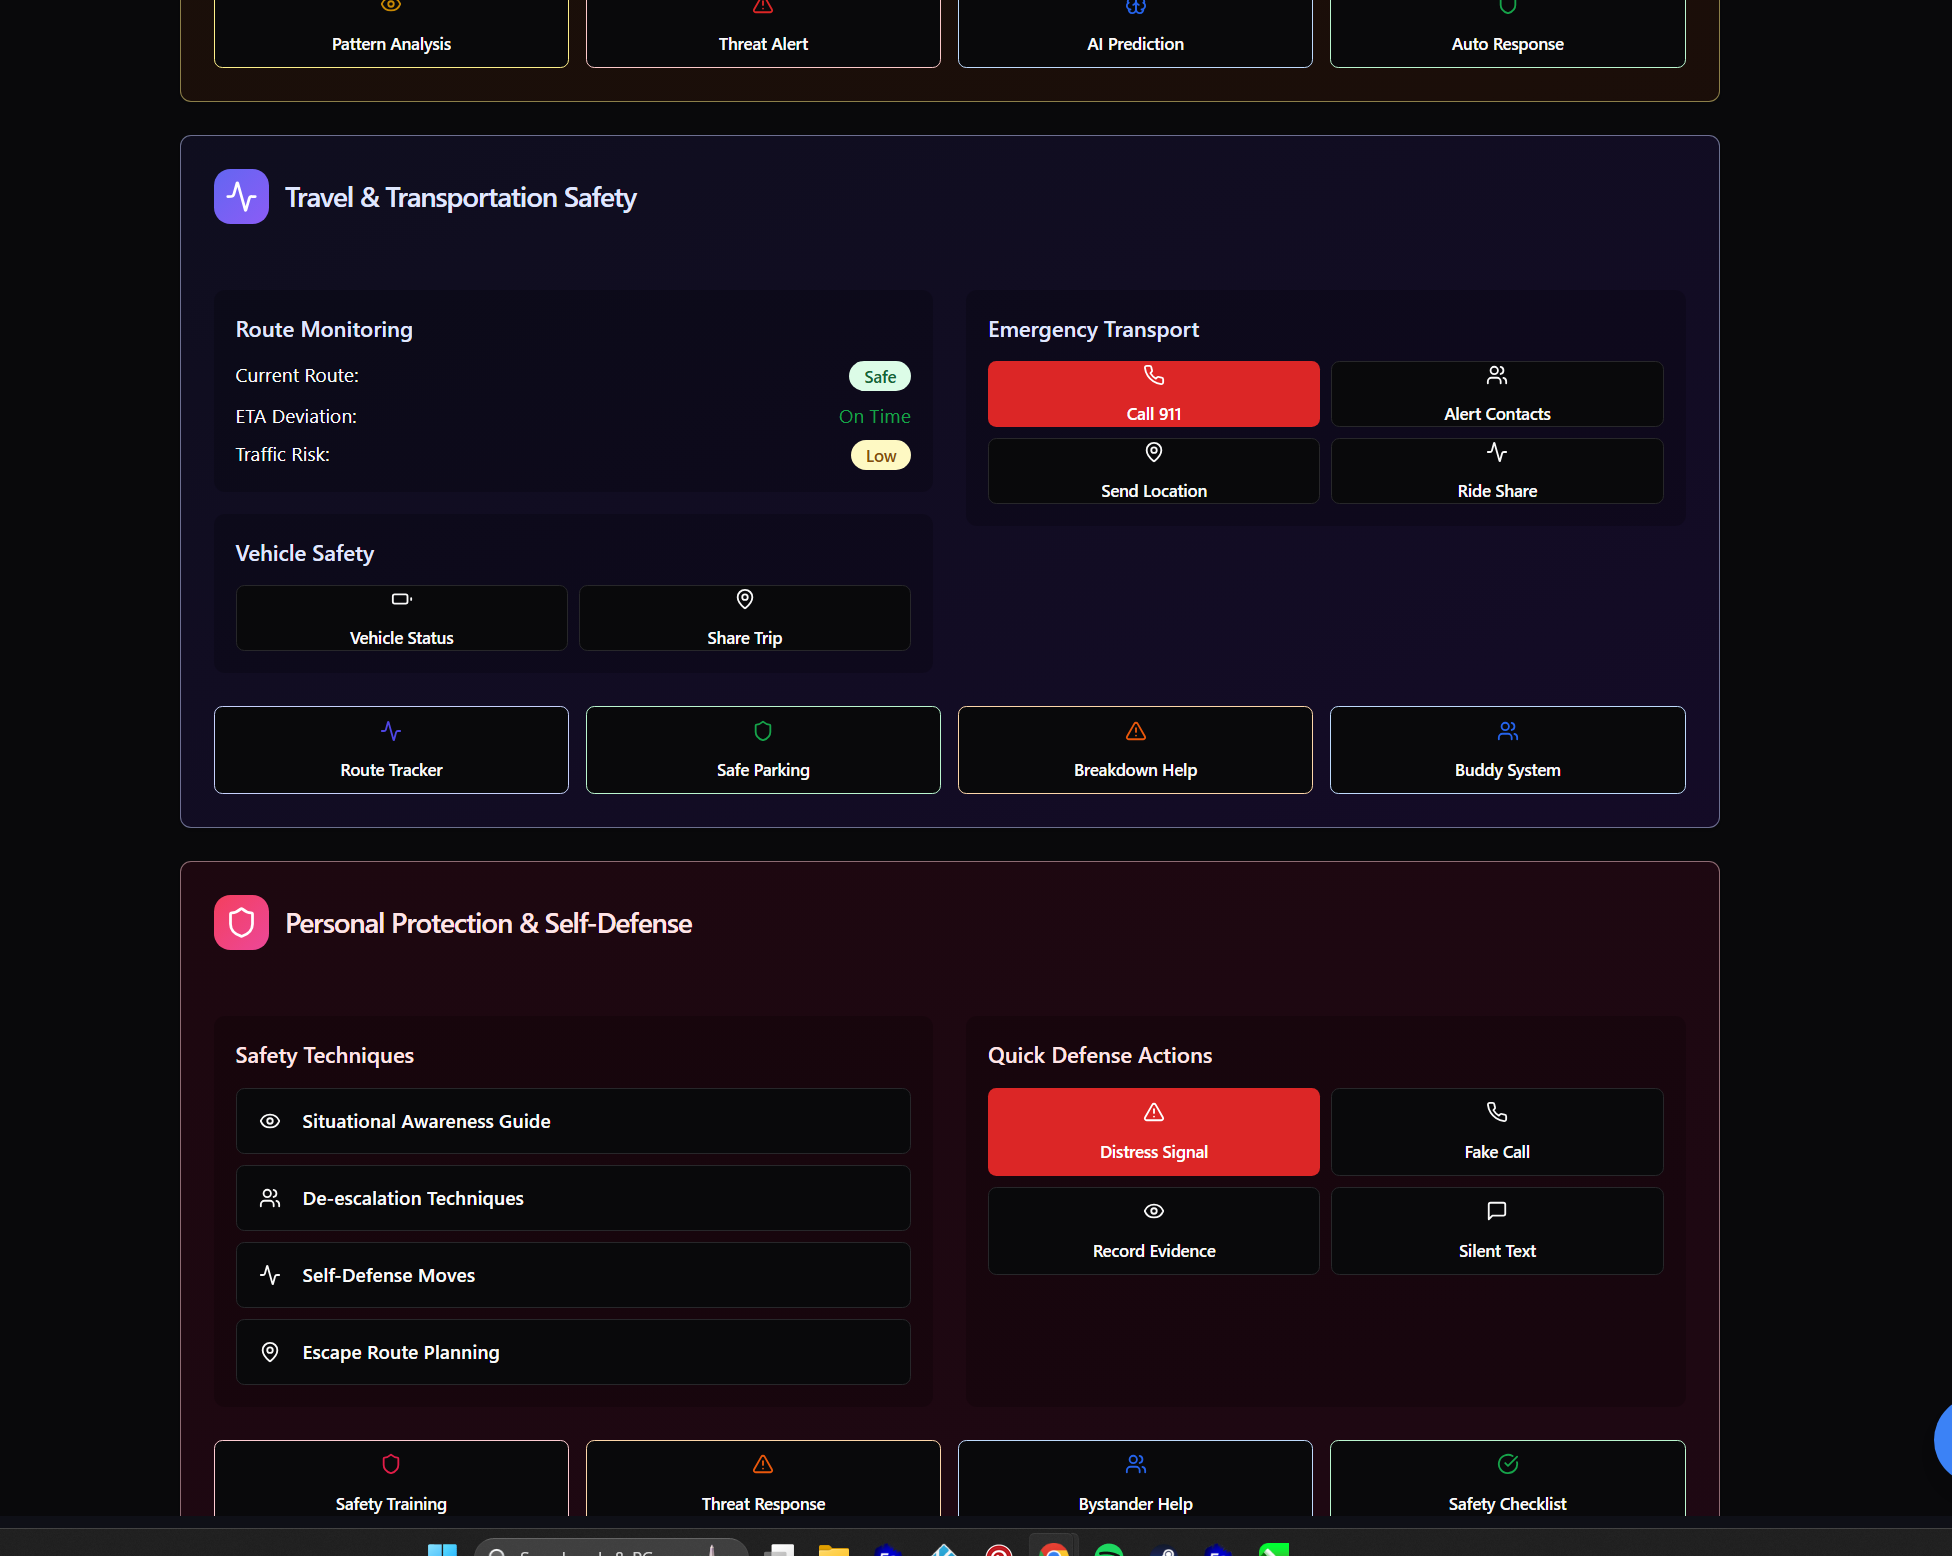 Pattern Analysis
Threat Alert
AI Prediction
Auto Response
Travel & Transportation Safety
Route Monitoring
Current Route:
Safe
ETA Deviation:
On Time
Traffic Risk:
Low
Emergency Transport
Call 911
Alert Contacts
Send Location
Ride Share
Vehicle Safety
Vehicle Status
Share Trip
Route Tracker
Safe Parking
Breakdown Help
Buddy System
Personal Protection & Self-Defense
Safety Techniques
Situational Awareness Guide
De-escalation Techniques
Self-Defense Moves
Escape Route Planning
Quick Defense Actions
Distress Signal
Fake Call
Record Evidence
Silent Text
Safety Training
Threat Response
Bystander Help
Safety Checklist